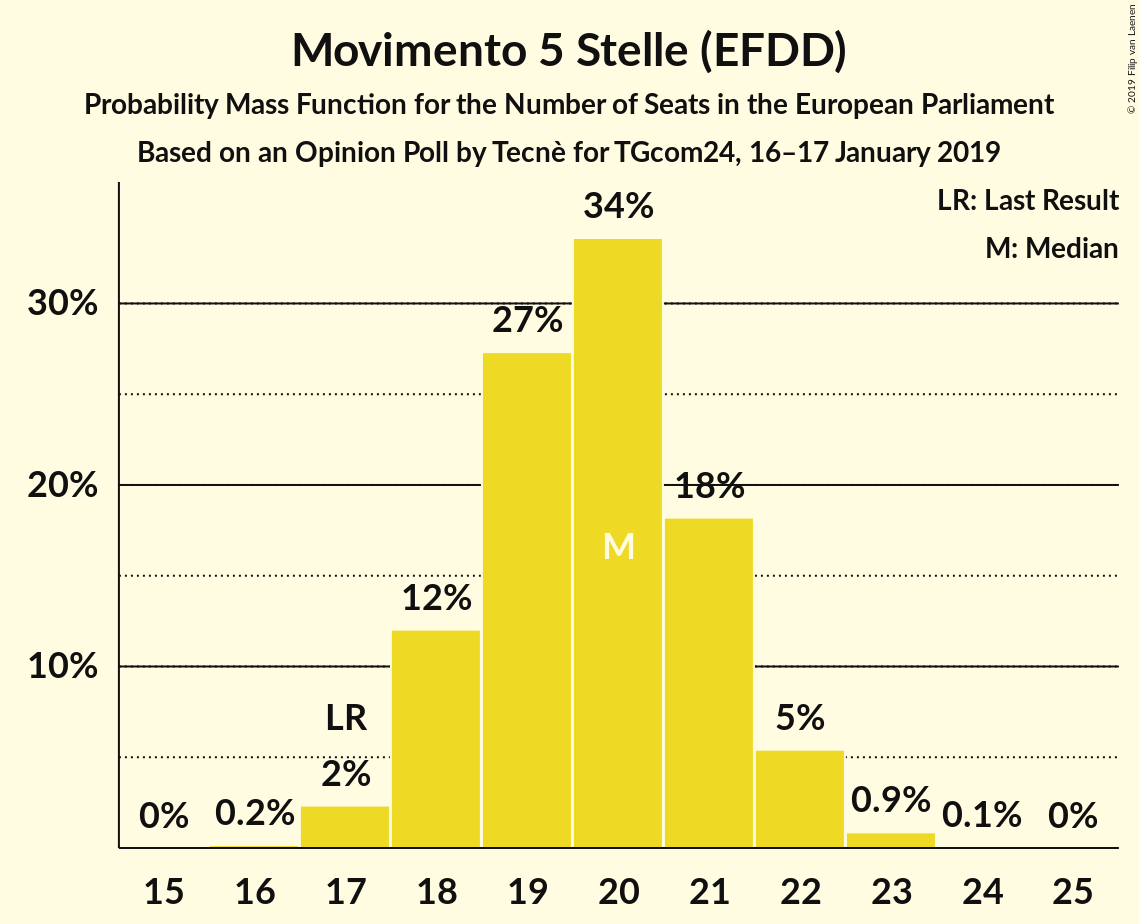 Movimento 5 Stelle (EFDD)
Probability Mass Function for the Number of Seats in the European Parliament
Based on an Opinion Poll by Tecnè for TGcom24, 16–17 January 2019
© 2019 Filip van Laenen
LR: Last Result
M: Median
34%
30%
27%
20%
18%
M
12%
10%
LR
5%
2%
0%
0.2%
0.9%
0.1%
0%
15 16 17 18 19 20 21 22 23 24 25